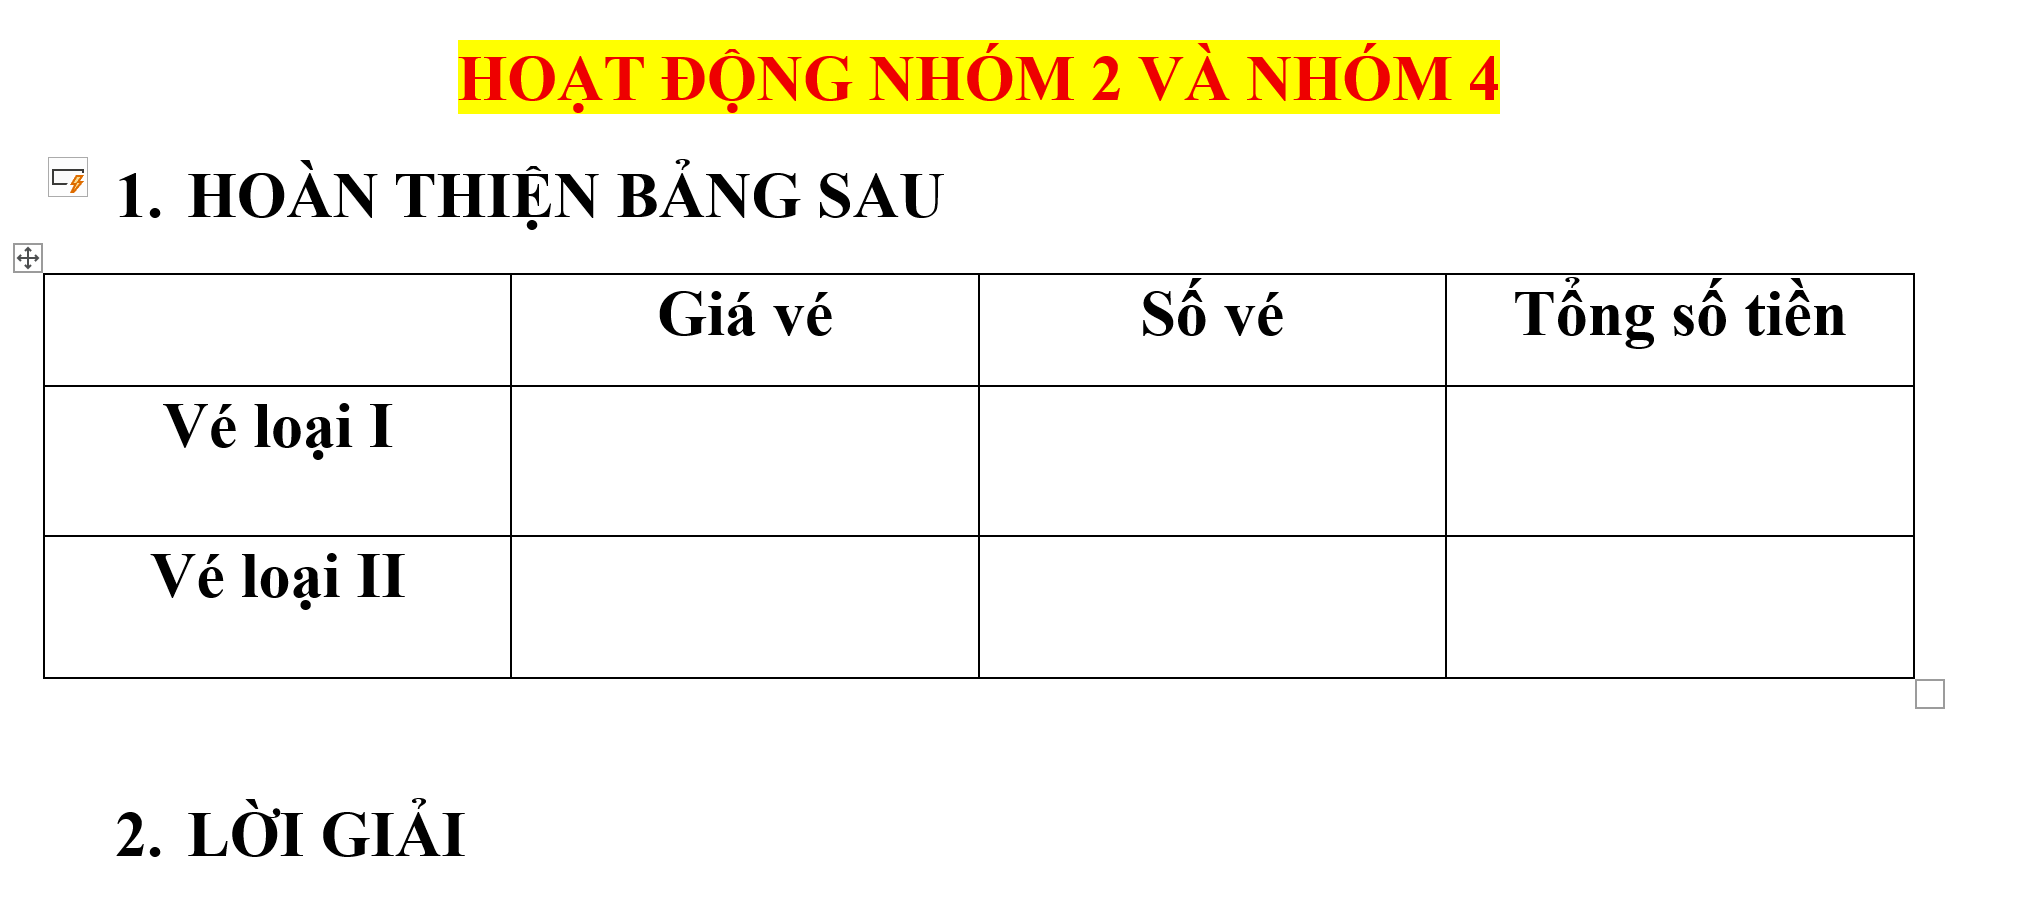 HOẠT ĐỘNG NHÓM 2 VÀ NHÓM 4
1. HOÀN THIỆN BẢNG SAU
Giá vé Số vé Tổng số tiền
Vé loại I
Vé loại II
2. LỜI GIẢI